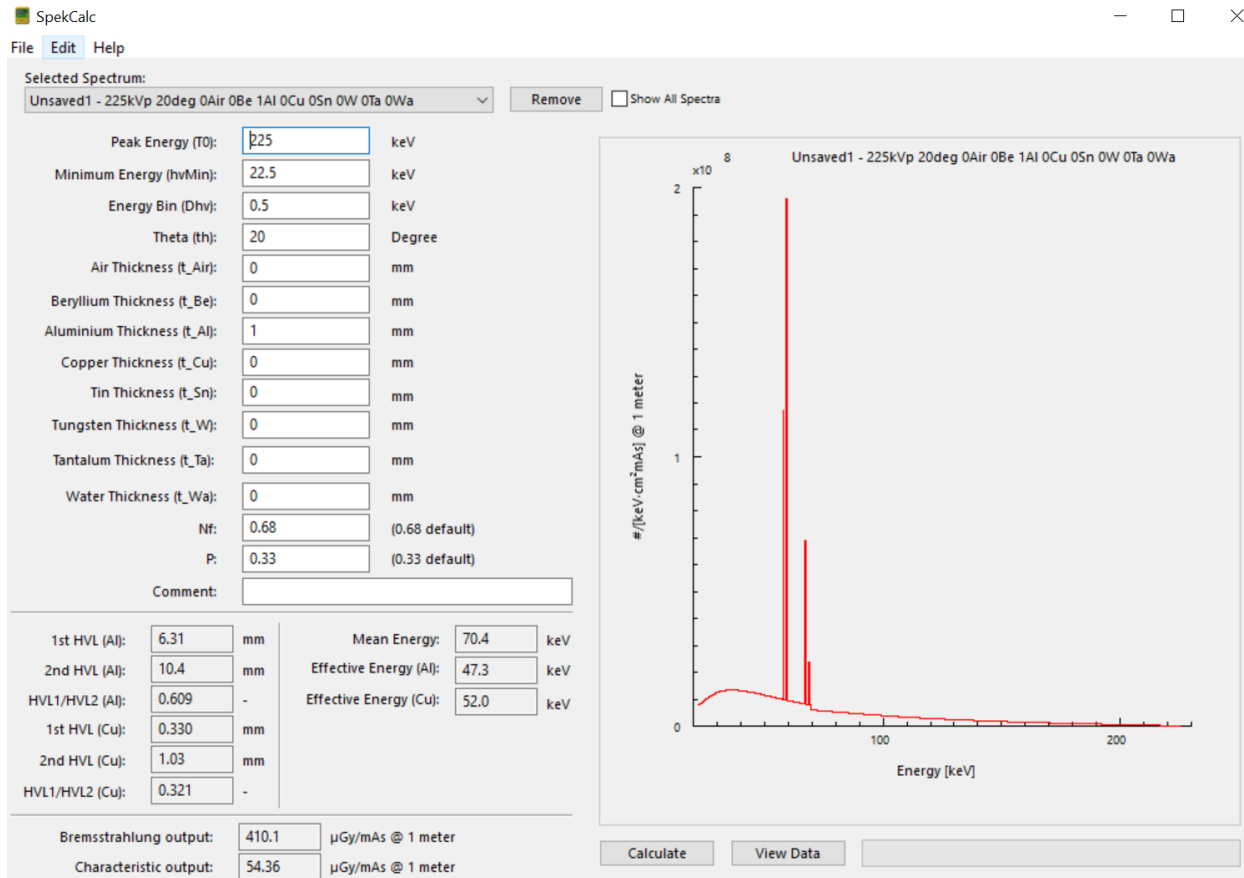 SpekCalc
File Edit Help
Selected Spectrum:
Unsaved1 - 225kVp 20deg 0Air 0Be 1Al 0Cu 0Sn 0W 0Ta 0Wa
Remove
Show All Spectra
Peak Energy (T0): 225 keV
Minimum Energy (hvMin): 22.5 keV
Energy Bin (Dhv): 0.5 keV
Theta (th): 20 Degree
Air Thickness (t_Air): 0 mm
Beryllium Thickness (t_Be): 0 mm
Aluminium Thickness (t_Al): 1 mm
Copper Thickness (t_Cu): 0 mm
Tin Thickness (t_Sn): 0 mm
Tungsten Thickness (t_W): 0 mm
Tantalum Thickness (t_Ta): 0 mm
Water Thickness (t_Wa): 0 mm
Nf: 0.68 (0.68 default)
P: 0.33 (0.33 default)
Comment:
1st HVL (Al): 6.31 mm
2nd HVL (Al): 10.4 mm
HVL1/HVL2 (Al): 0.609 -
1st HVL (Cu): 0.330 mm
2nd HVL (Cu): 1.03 mm
HVL1/HVL2 (Cu): 0.321 -
Mean Energy: 70.4 keV
Effective Energy (Al): 47.3 keV
Effective Energy (Cu): 52.0 keV
Bremsstrahlung output: 410.1 µGy/mAs @ 1 meter
Characteristic output: 54.36 µGy/mAs @ 1 meter
Unsaved1 - 225kVp 20deg 0Air 0Be 1Al 0Cu 0Sn 0W 0Ta 0Wa
x10 8
2
1
0
#/[keV·cm²mAs] @ 1 meter
100 200
Energy [keV]
Calculate
View Data